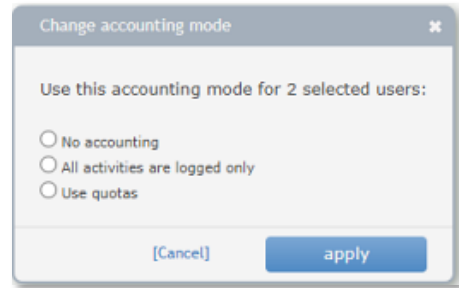 Change accounting mode
Use this accounting mode for 2 selected users:
No accounting
All activities are logged only
Use quotas
[Cancel] apply